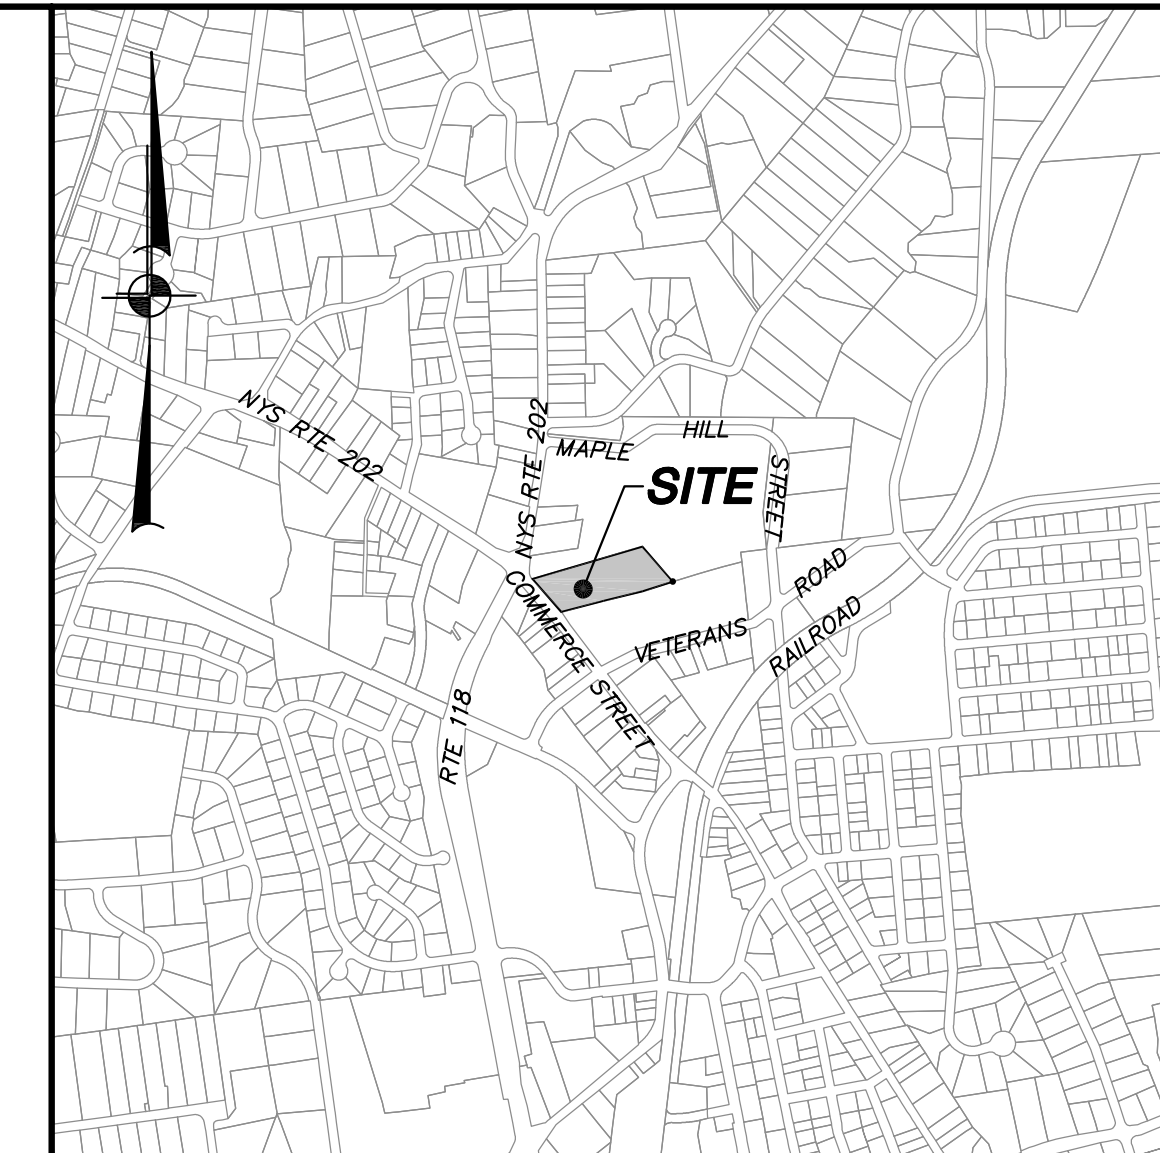 NYS RTE 202
NYS RTE 202
MAPLE HILL STREET
SITE
COMMERCE STREET
VETERANS ROAD
RAILROAD
RTE 118